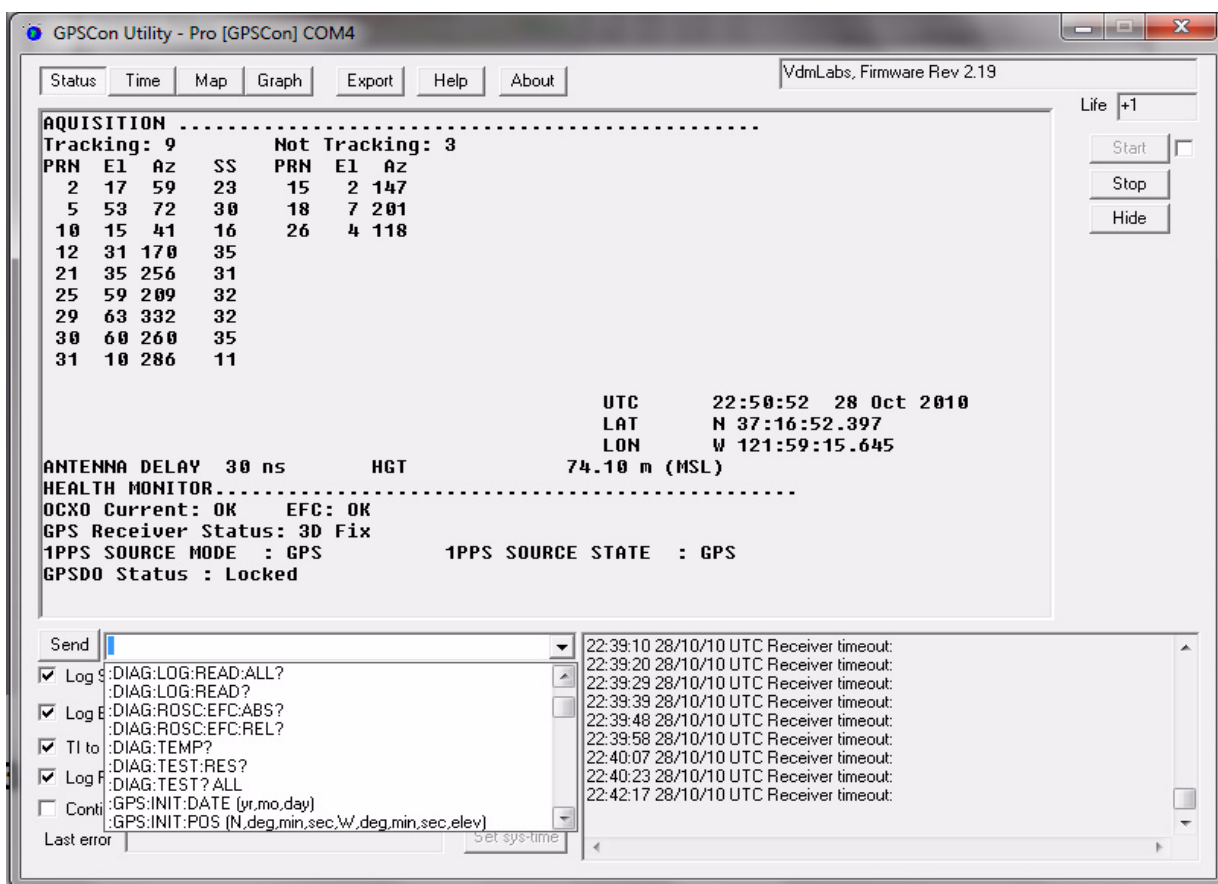 GPSCon Utility - Pro [GPSCon] COM4
Status Time Map Graph Export Help About VdmLabs, Firmware Rev 2.19
Life +1
AQUISITION ................................................
Tracking: 9 Not Tracking: 3
PRN El Az SS PRN El Az
2 17 59 23 15 2 147
5 53 72 30 18 7 201
10 15 41 16 26 4 118
12 31 170 35
21 35 256 31
25 59 209 32
29 63 332 32
30 60 260 35
31 10 286 11
UTC 22:50:52 28 Oct 2010
LAT N 37:16:52.397
LON W 121:59:15.645
ANTENNA DELAY 30 ns HGT 74.10 m (MSL)
HEALTH MONITOR................................................
OCXO Current: OK EFC: OK
GPS Receiver Status: 3D Fix
1PPS SOURCE MODE : GPS 1PPS SOURCE STATE : GPS
GPSDO Status : Locked
Start
Stop
Hide
Send
Log
:DIAG:LOG:READ:ALL?
:DIAG:LOG:READ?
Log
:DIAG:ROSC:EFC:ABS?
:DIAG:ROSC:EFC:REL?
TI to
:DIAG:TEMP?
:DIAG:TEST:RES?
Log
:DIAG:TEST? ALL
:GPS:INIT:DATE (yr,mo,day)
Conti
:GPS:INIT:POS (N,deg,min,sec,W,deg,min,sec,elev)
Last error
Set sys-time
22:39:10 28/10/10 UTC Receiver timeout:
22:39:20 28/10/10 UTC Receiver timeout:
22:39:29 28/10/10 UTC Receiver timeout:
22:39:39 28/10/10 UTC Receiver timeout:
22:39:48 28/10/10 UTC Receiver timeout:
22:39:58 28/10/10 UTC Receiver timeout:
22:40:07 28/10/10 UTC Receiver timeout:
22:40:23 28/10/10 UTC Receiver timeout:
22:42:17 28/10/10 UTC Receiver timeout: